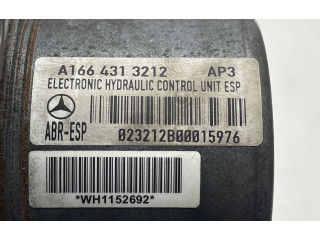 A166 431 3212 AP3
ELECTRONIC HYDRAULIC CONTROL UNIT ESP
ABR-ESP 023212B00015976
*WH1152692*